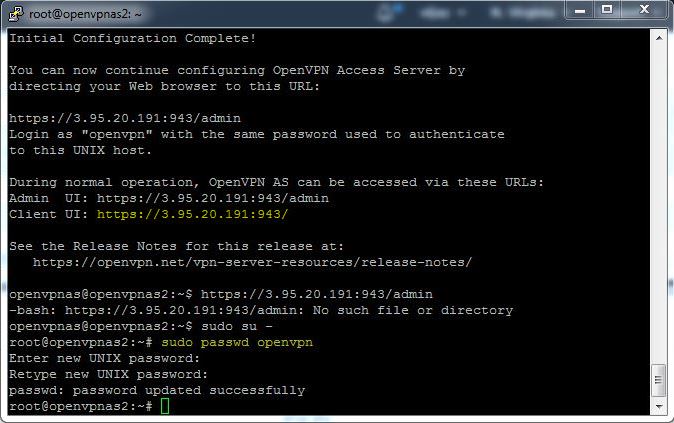 root@openvpnas2: ~
Initial Configuration Complete!
You can now continue configuring OpenVPN Access Server by
directing your Web browser to this URL:
https://3.95.20.191:943/admin
Login as "openvpn" with the same password used to authenticate
to this UNIX host.
During normal operation, OpenVPN AS can be accessed via these URLs:
Admin  UI: https://3.95.20.191:943/admin
Client UI: https://3.95.20.191:943/
See the Release Notes for this release at:
   https://openvpn.net/vpn-server-resources/release-notes/
openvpnas@openvpnas2:~$ https://3.95.20.191:943/admin
-bash: https://3.95.20.191:943/admin: No such file or directory
openvpnas@openvpnas2:~$ sudo su -
root@openvpnas2:~# sudo passwd openvpn
Enter new UNIX password:
Retype new UNIX password:
passwd: password updated successfully
root@openvpnas2:~#